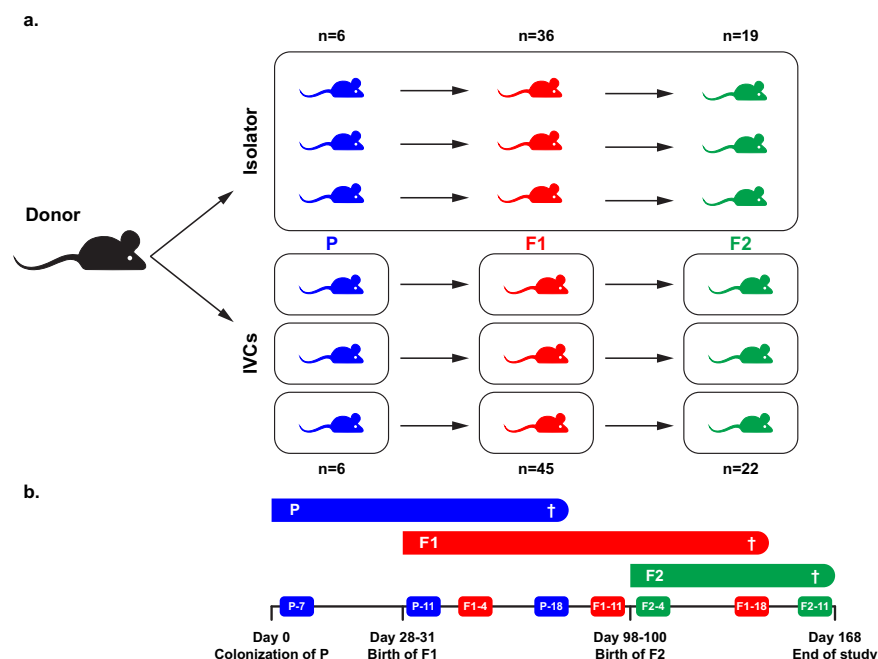 a.
n=6 n=36 n=19
Isolator
Donor
P F1 F2
IVCs
n=6 n=45 n=22
b.
P †
F1 †
F2 †
P-7 P-11 F1-4 P-18 F1-11 F2-4 F1-18 F2-11
Day 0 Day 28-31 Day 98-100 Day 168
Colonization of P Birth of F1 Birth of F2 End of study